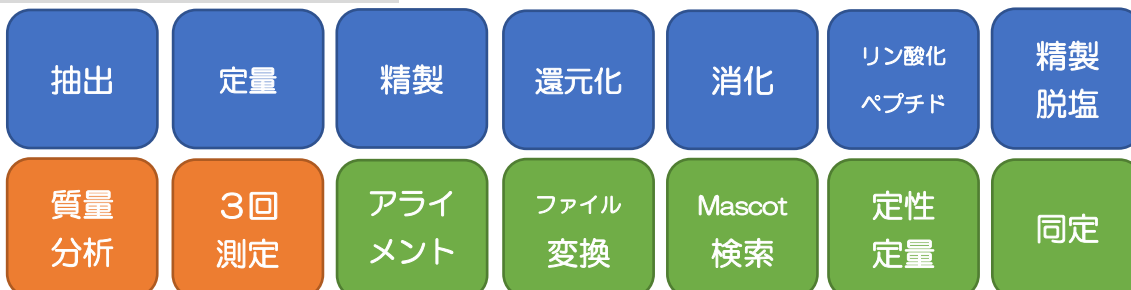 抽出
定量
精製
還元化
消化
リン酸化
ペプチド
精製
脱塩
質量
分析
3回
測定
アライ
メント
ファイル
変換
Mascot
検索
定性
定量
同定